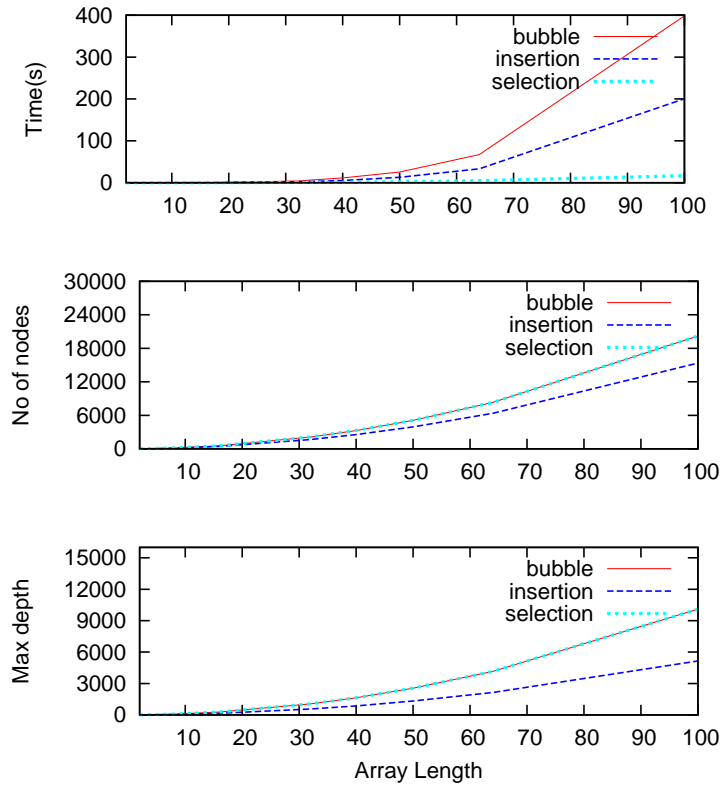 400
300
200
100
0
Time(s)
bubble
insertion
selection
10 20 30 40 50 60 70 80 90 100
30000
24000
18000
12000
6000
0
No of nodes
bubble
insertion
selection
10 20 30 40 50 60 70 80 90 100
15000
12000
9000
6000
3000
0
Max depth
bubble
insertion
selection
10 20 30 40 50 60 70 80 90 100
Array Length